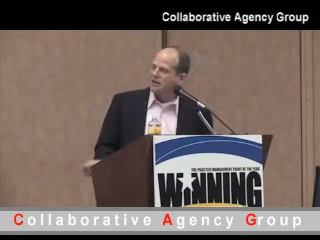 Collaborative Agency Group
THE PRACTICE MANAGEMENT EVENT OF THE YEAR
WINNING
Collaborative Agency Group